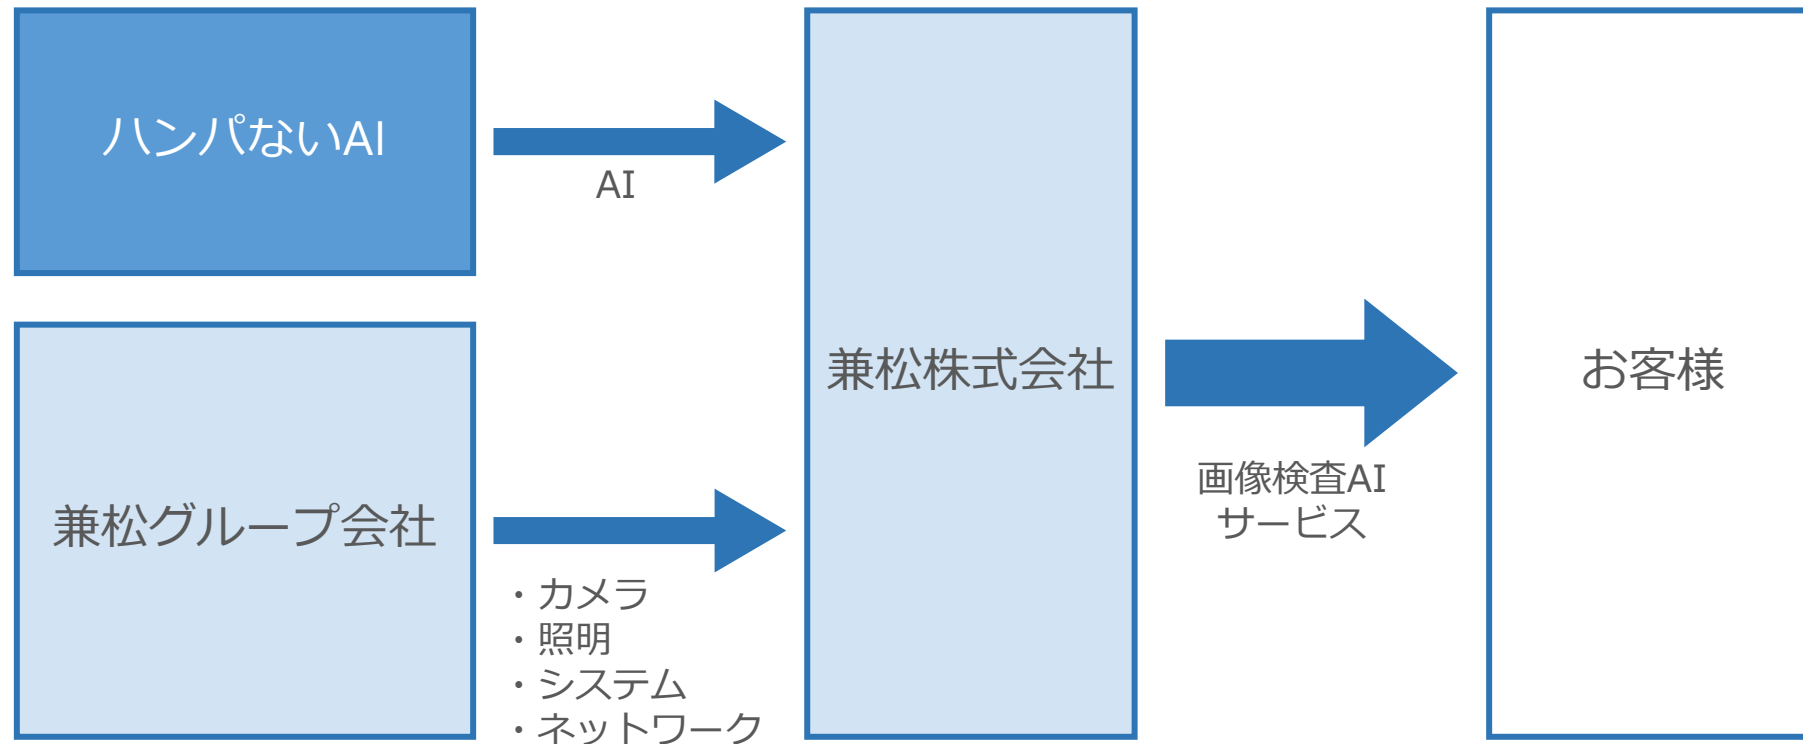 ハンパないAI
AI
兼松グループ会社
・カメラ
・照明
・システム
・ネットワーク
兼松株式会社
画像検査AI
サービス
お客様